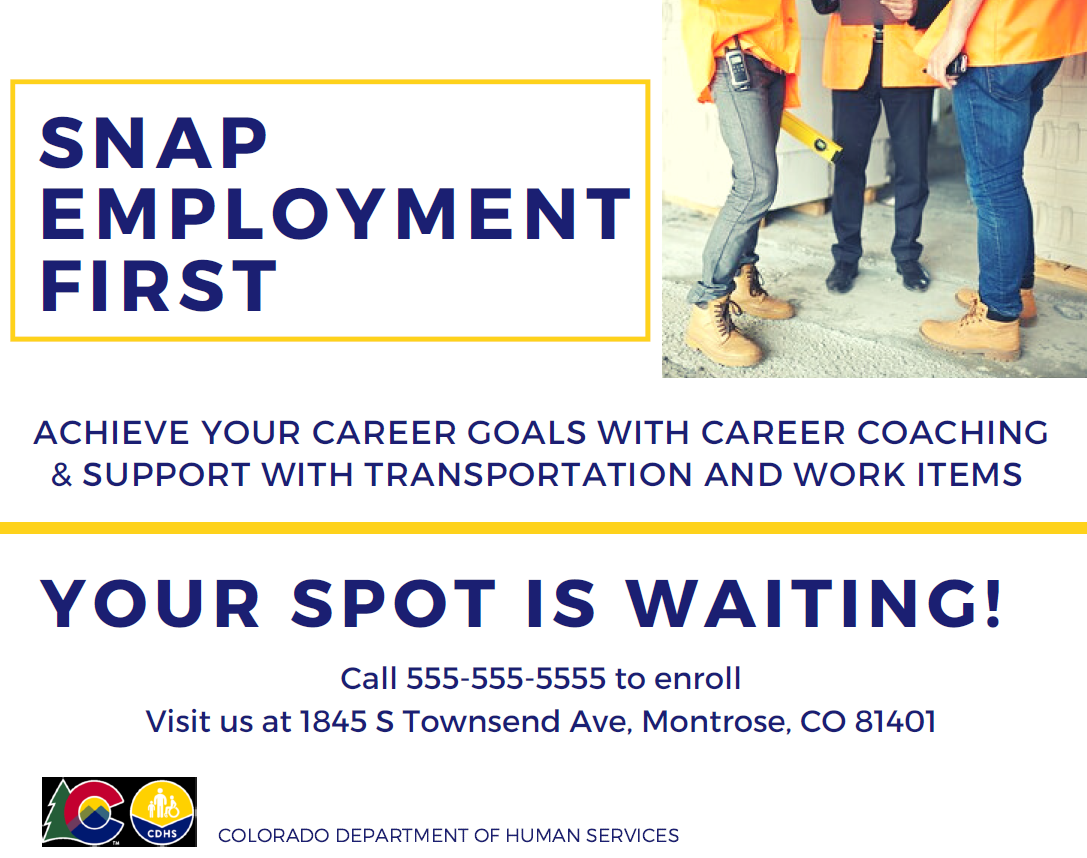 SNAP
EMPLOYMENT
FIRST
ACHIEVE YOUR CAREER GOALS WITH CAREER COACHING
& SUPPORT WITH TRANSPORTATION AND WORK ITEMS
YOUR SPOT IS WAITING!
Call 555-555-5555 to enroll
Visit us at 1845 S Townsend Ave, Montrose, CO 81401
TM
CDHS
COLORADO DEPARTMENT OF HUMAN SERVICES